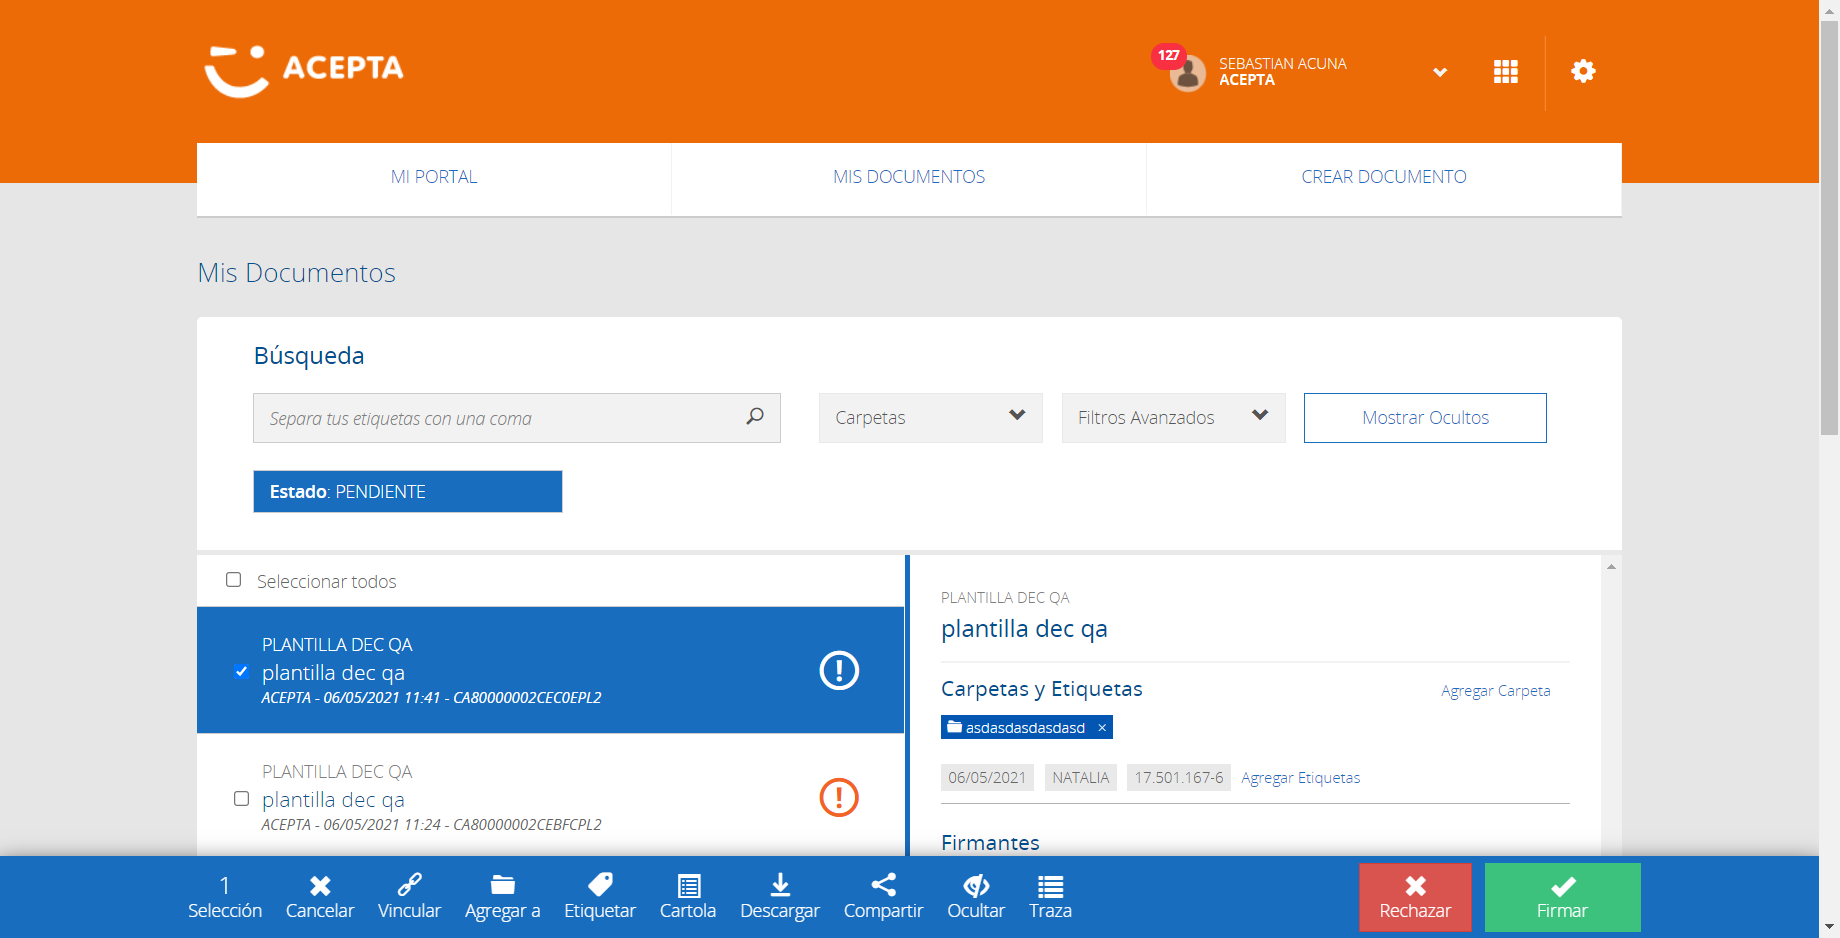 ACEPTA
127
SEBASTIAN ACUNA
ACEPTA
MI PORTAL
MIS DOCUMENTOS
CREAR DOCUMENTO
Mis Documentos
Búsqueda
Separa tus etiquetas con una coma
Carpetas
Filtros Avanzados
Mostrar Ocultos
Estado: PENDIENTE
Seleccionar todos
PLANTILLA DEC QA
plantilla dec qa
ACEPTA - 06/05/2021 11:41 - CA80000002CEC0EPL2
PLANTILLA DEC QA
plantilla dec qa
ACEPTA - 06/05/2021 11:24 - CA80000002CEBFCPL2
PLANTILLA DEC QA
plantilla dec qa
Carpetas y Etiquetas
Agregar Carpeta
asdasdasdasdasd ×
06/05/2021
NATALIA
17.501.167-6
Agregar Etiquetas
Firmantes
1
Selección
Cancelar
Vincular
Agregar a
Etiquetar
Cartola
Descargar
Compartir
Ocultar
Traza
Rechazar
Firmar